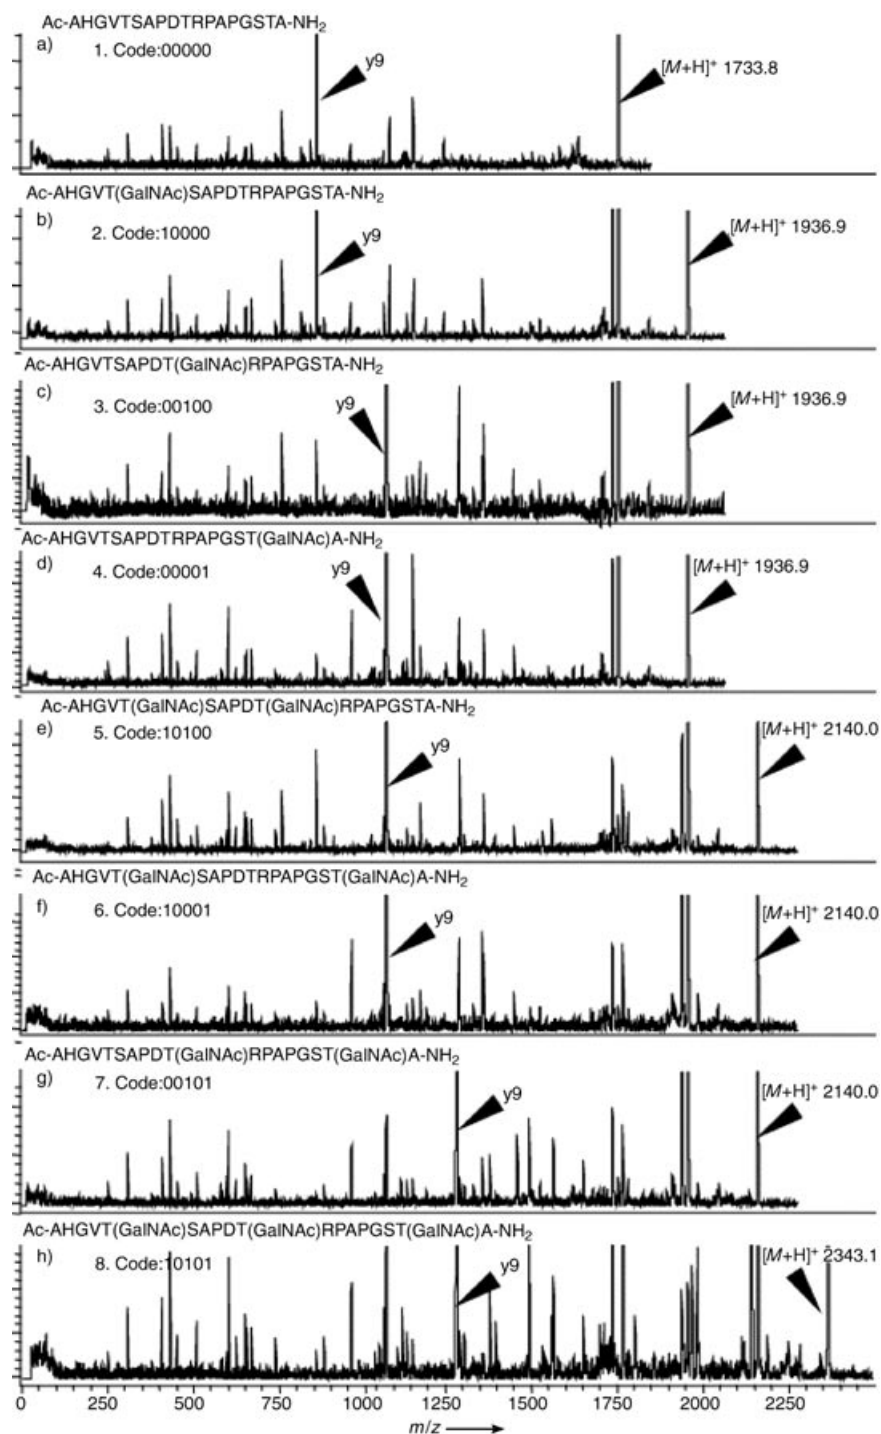 Ac-AHGVTSAPDTRPAPGSTA-NH2
a)
1. Code:00000
y9
[M+H]+ 1733.8
Ac-AHGVT(GalNAc)SAPDTRPAPGSTA-NH2
b)
2. Code:10000
y9
[M+H]+ 1936.9
Ac-AHGVTSAPDT(GalNAc)RPAPGSTA-NH2
c)
3. Code:00100
y9
[M+H]+ 1936.9
Ac-AHGVTSAPDTRPAPGST(GalNAc)A-NH2
d)
4. Code:00001
y9
[M+H]+ 1936.9
Ac-AHGVT(GalNAc)SAPDT(GalNAc)RPAPGSTA-NH2
e)
5. Code:10100
y9
[M+H]+ 2140.0
Ac-AHGVT(GalNAc)SAPDTRPAPGST(GalNAc)A-NH2
f)
6. Code:10001
y9
[M+H]+ 2140.0
Ac-AHGVTSAPDT(GalNAc)RPAPGST(GalNAc)A-NH2
g)
7. Code:00101
y9
[M+H]+ 2140.0
Ac-AHGVT(GalNAc)SAPDT(GalNAc)RPAPGST(GalNAc)A-NH2
h)
8. Code:10101
y9
[M+H]+ 2343.1
0 250 500 750 1000 1250 1500 1750 2000 2250
m/z